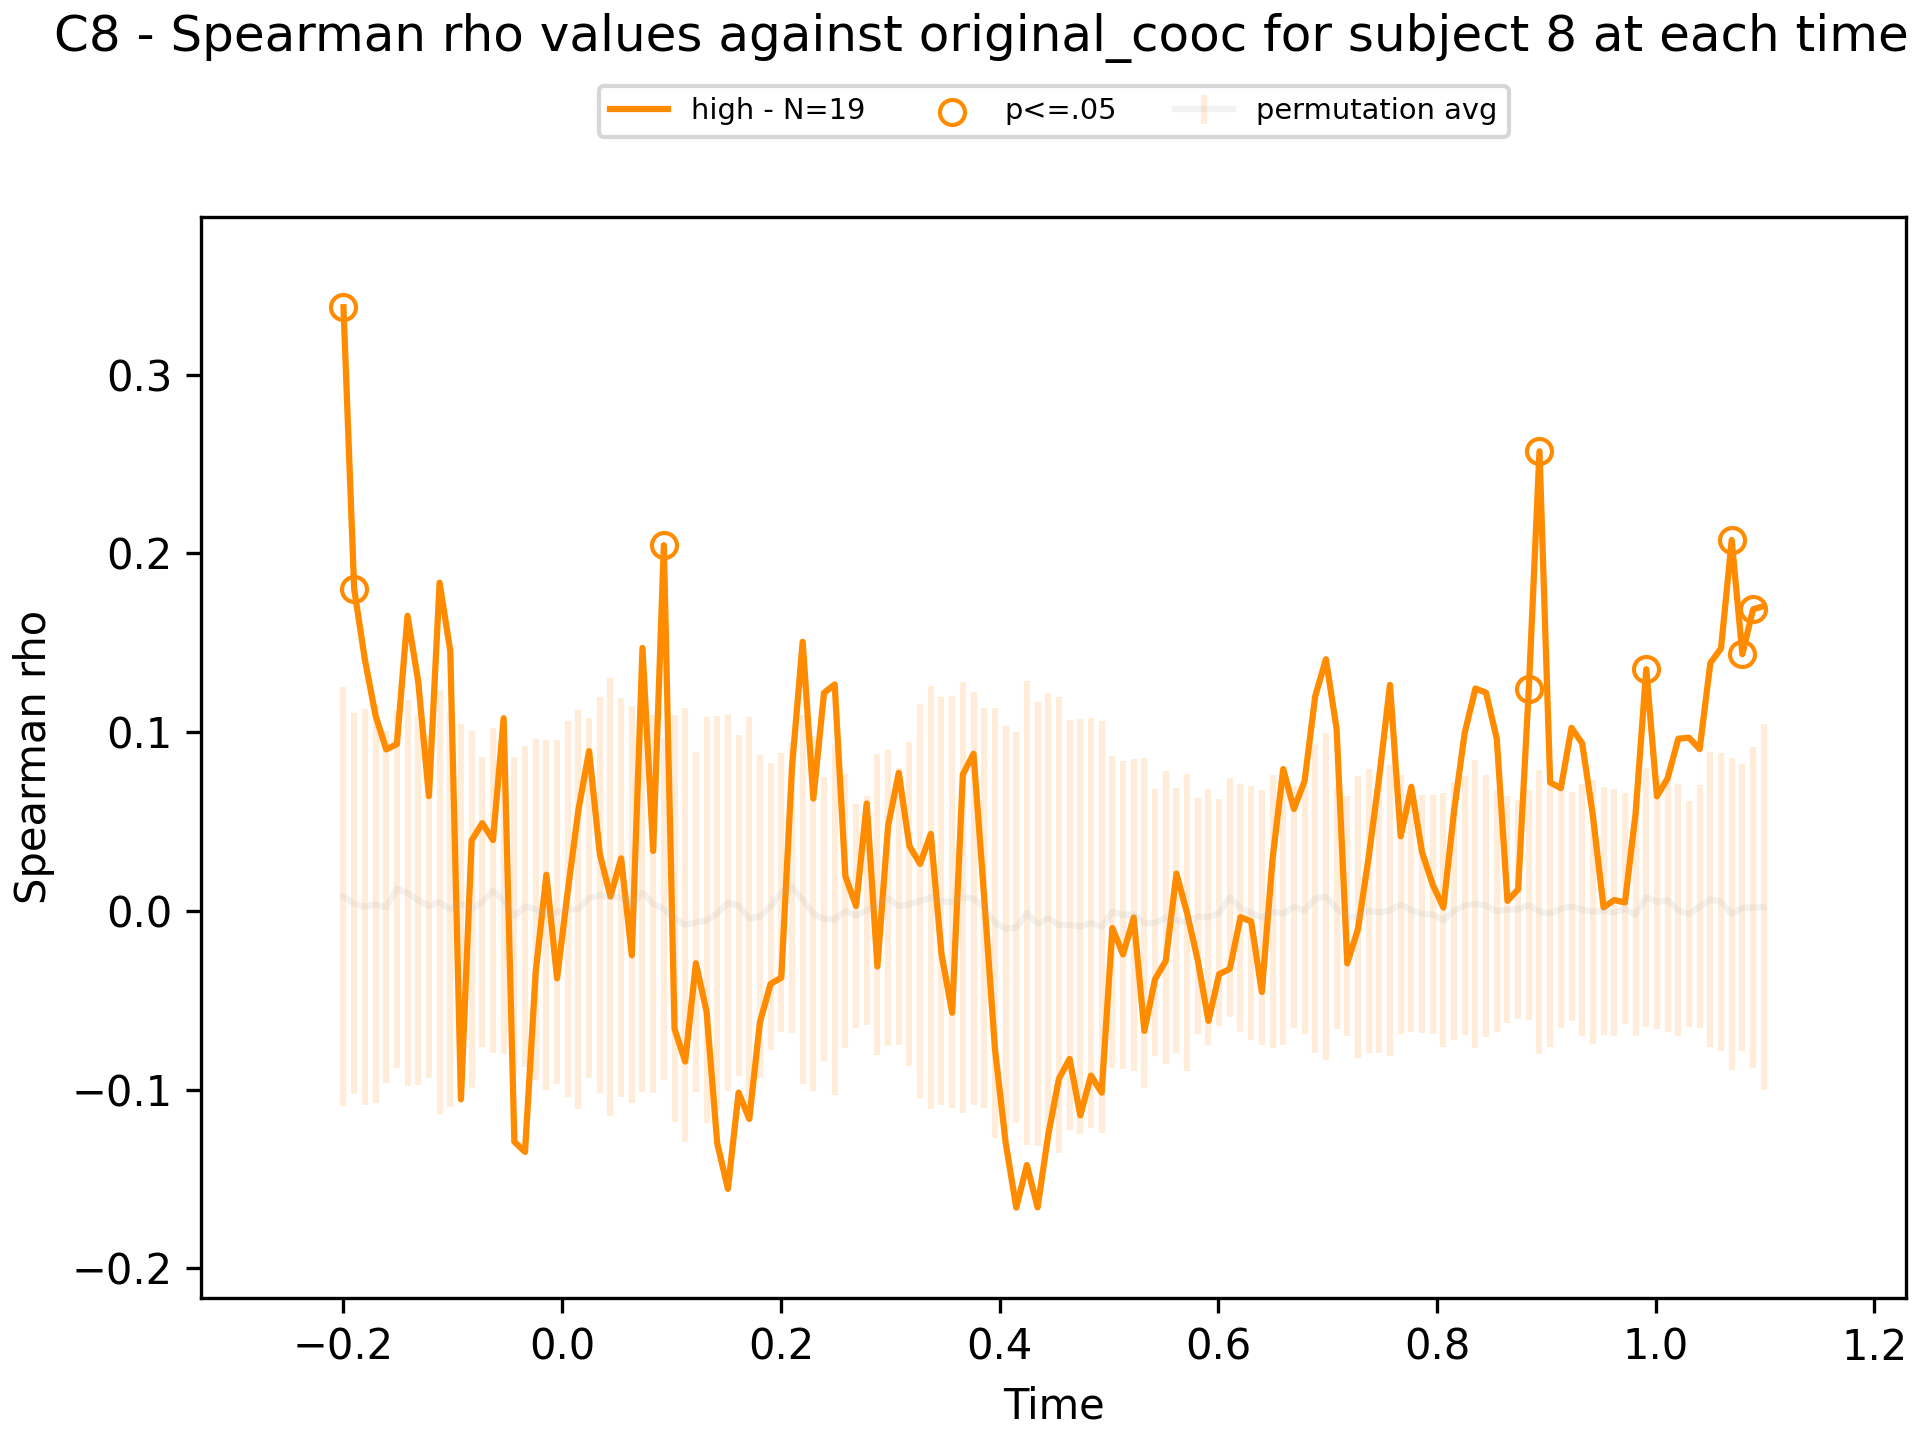 C8 - Spearman rho values against original_cooc for subject 8 at each time
high - N=19 p<=.05 permutation avg
0.3
0.2
0.1
0.0
−0.1
−0.2
Spearman rho
−0.2 0.0 0.2 0.4 0.6 0.8 1.0 1.2
Time